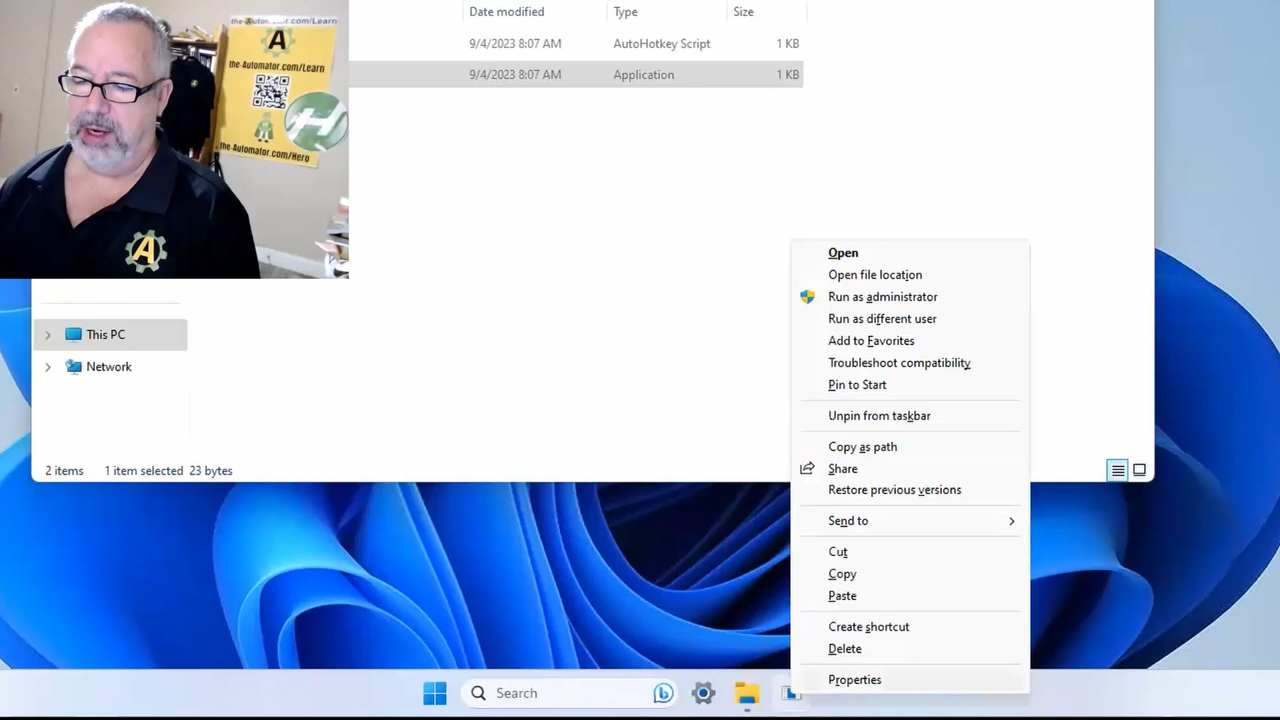 the-Automator.com/Learn
A
the-Automator.com/Learn
H
the-Automator.com/Hero
A
Date modified
Type
Size
9/4/2023 8:07 AM
AutoHotkey Script
1 KB
9/4/2023 8:07 AM
Application
1 KB
This PC
Network
2 items
1 item selected
23 bytes
Open
Open file location
Run as administrator
Run as different user
Add to Favorites
Troubleshoot compatibility
Pin to Start
Unpin from taskbar
Copy as path
Share
Restore previous versions
Send to
Cut
Copy
Paste
Create shortcut
Delete
Properties
Search